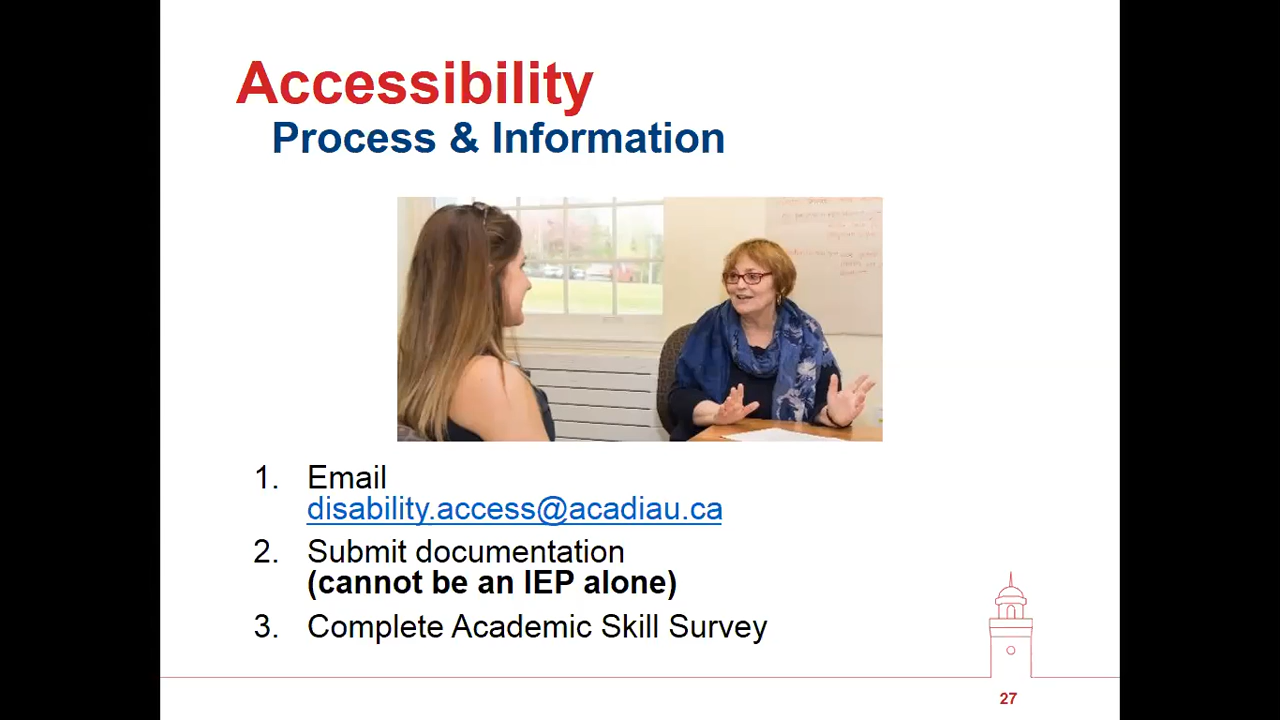 Accessibility
Process & Information
1. Email
disability.access@acadiau.ca
2. Submit documentation
(cannot be an IEP alone)
3. Complete Academic Skill Survey
27